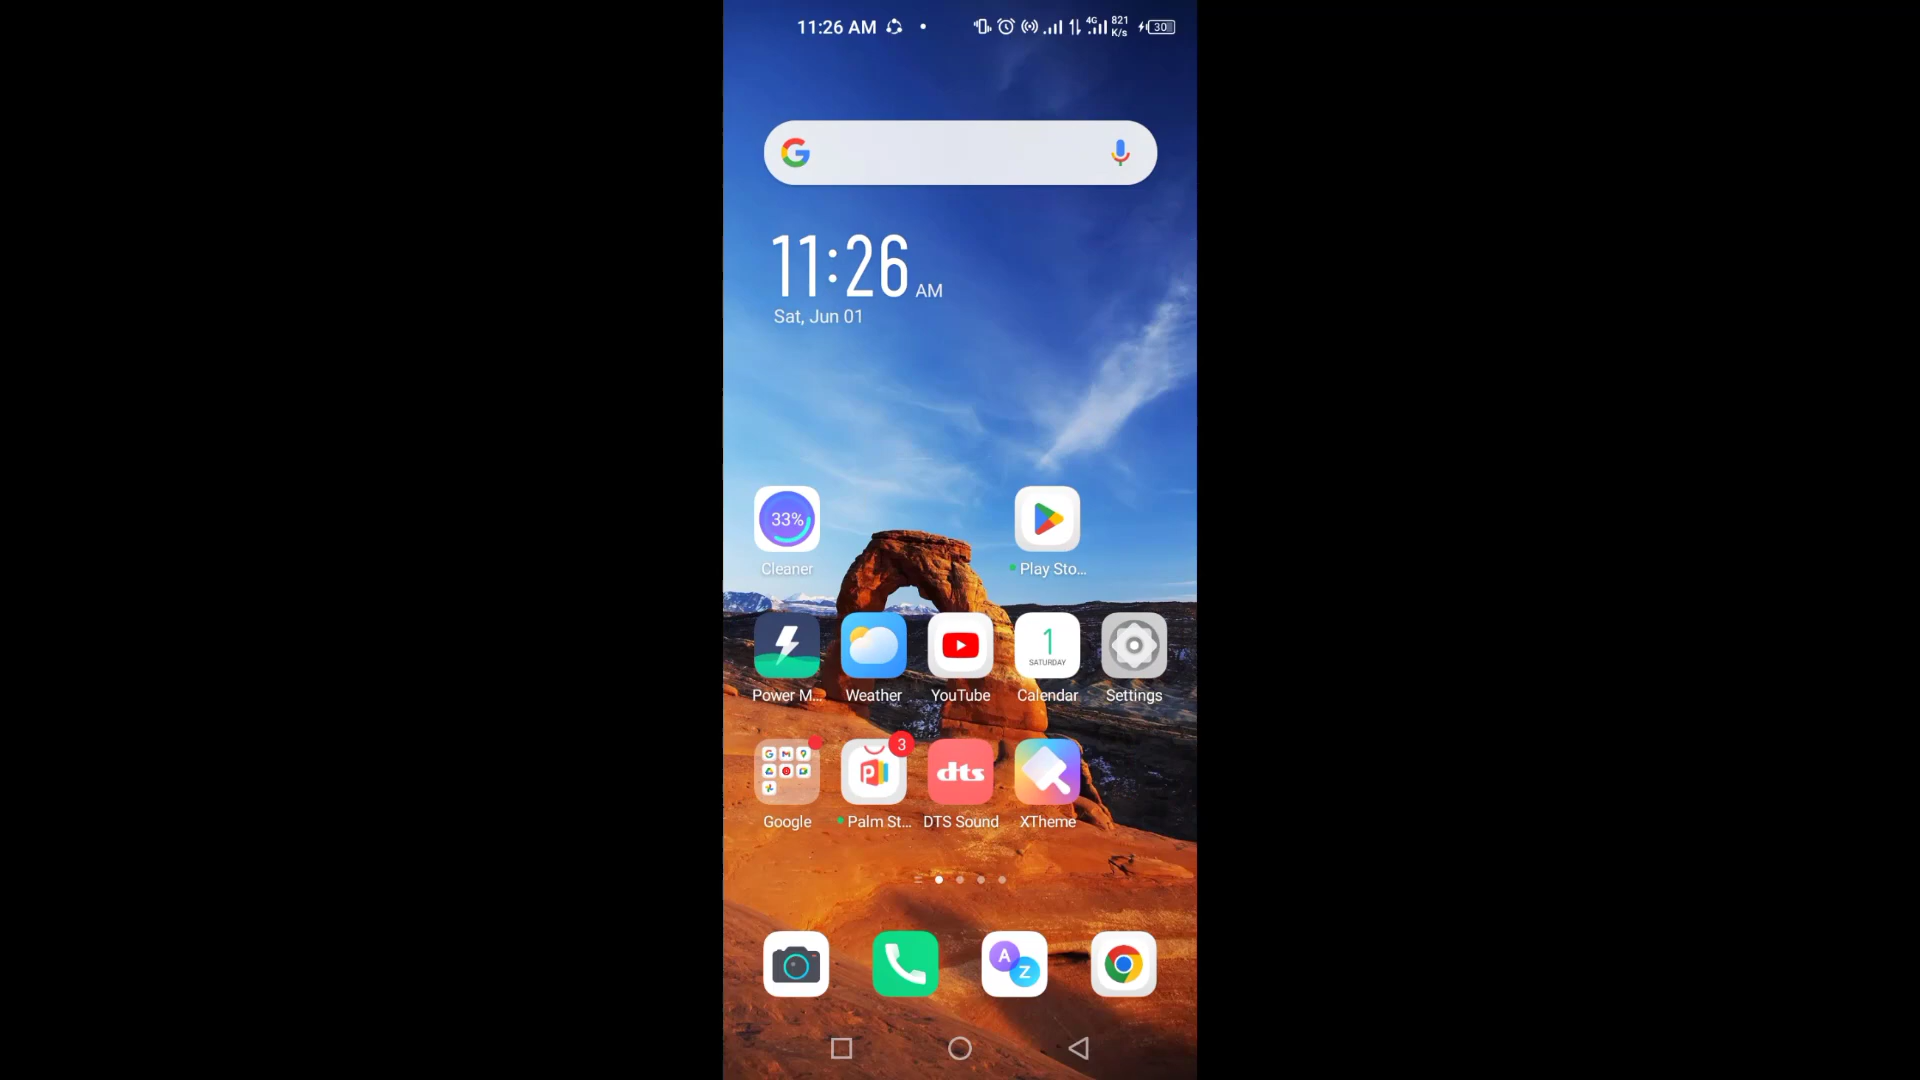 11:26 AM
4G 821 K/s 30
11:26 AM
Sat, Jun 01
33%
Cleaner
Play Sto...
1
SATURDAY
Power M...
Weather
YouTube
Calendar
Settings
3
dts
Google
Palm St...
DTS Sound
XTheme
A
Z